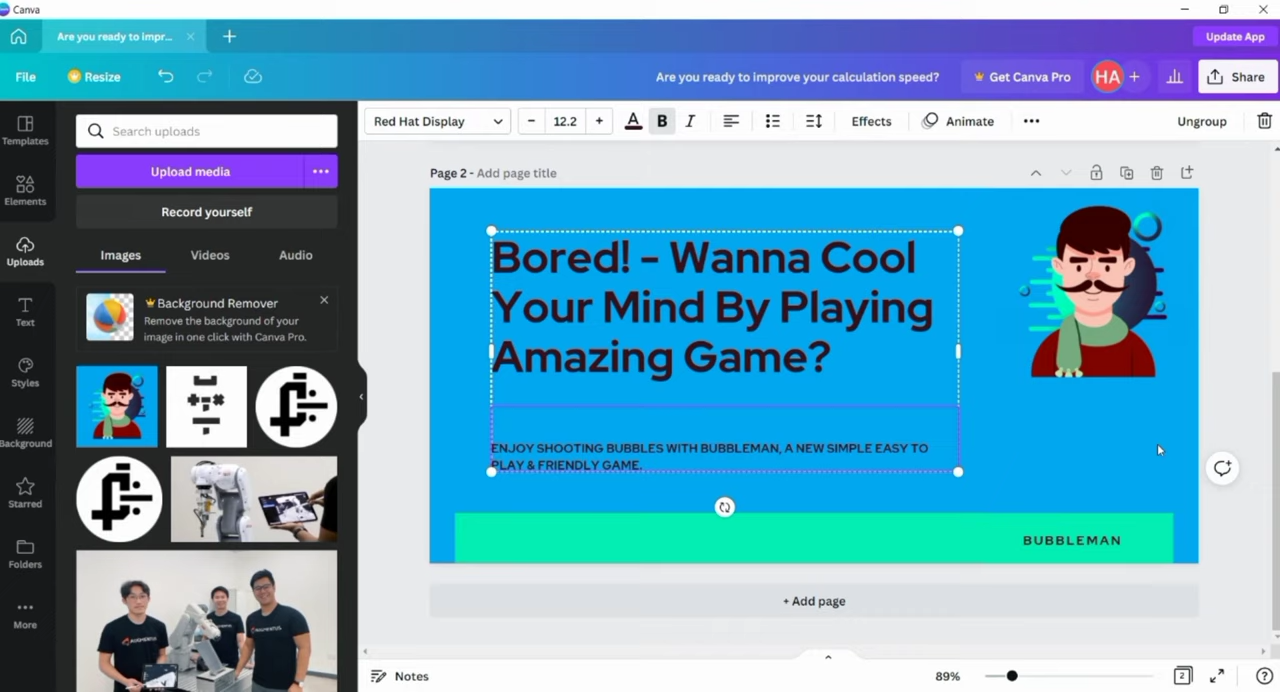 Canva
Are you ready to impr...
Update App
File
Resize
Are you ready to improve your calculation speed?
Get Canva Pro
HA
Share
Templates
Elements
Uploads
Text
Styles
Background
Starred
Folders
More
Search uploads
Upload media
Record yourself
Images
Videos
Audio
Background Remover
Remove the background of your
image in one click with Canva Pro.
Red Hat Display
12.2
A
B
I
Effects
Animate
Ungroup
Page 2 - Add page title
Bored! - Wanna Cool
Your Mind By Playing
Amazing Game?
ENJOY SHOOTING BUBBLES WITH BUBBLEMAN, A NEW SIMPLE EASY TO
PLAY & FRIENDLY GAME.
BUBBLEMAN
+ Add page
Notes
89%
2
?